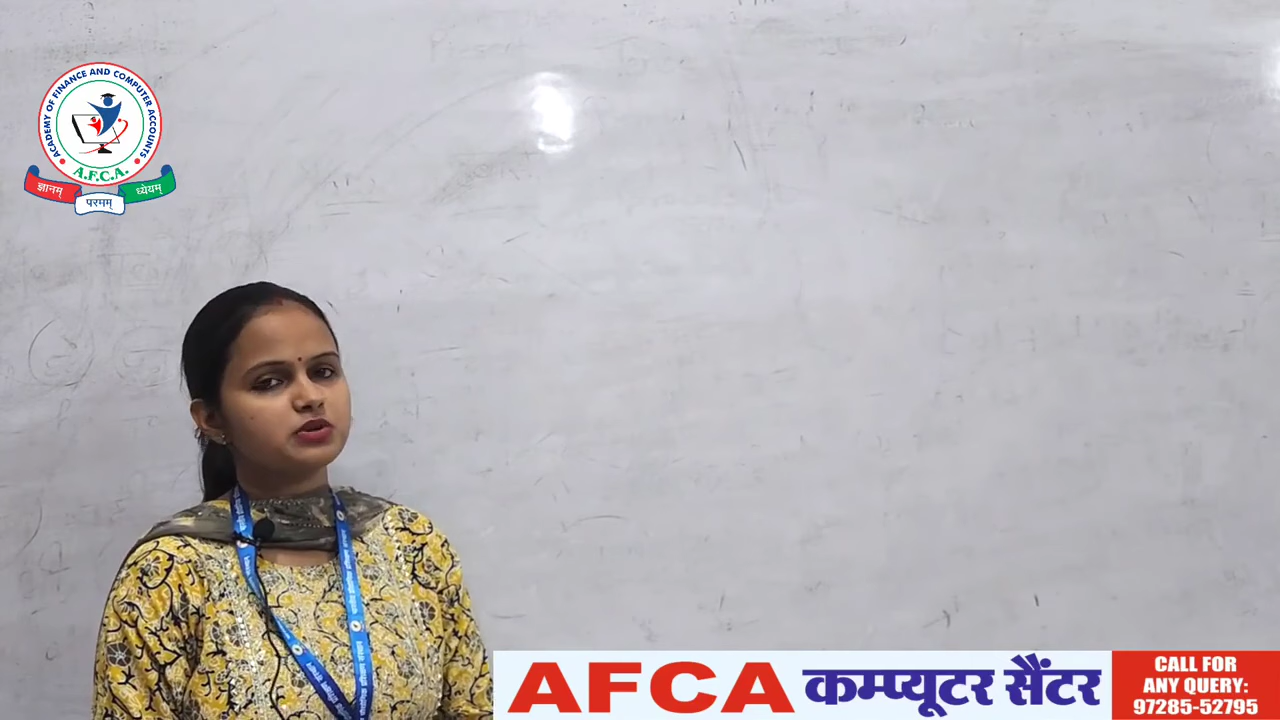 ACADEMY OF FINANCE AND COMPUTER ACCOUNTS
A.F.C.A.
ज्ञानम्
परमम्
ध्येयम्
AFCA कम्प्यूटर सैंटर
CALL FOR
ANY QUERY:
97285-52795